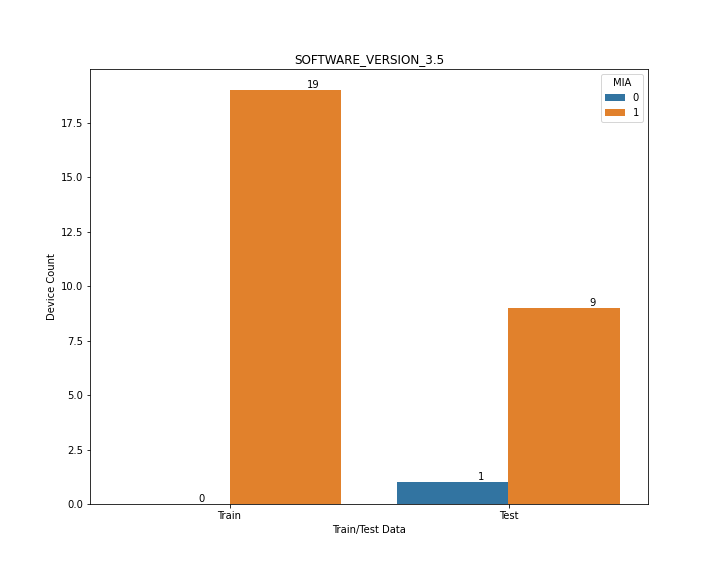 SOFTWARE_VERSION_3.5
MIA
0
1
19
9
1
0
17.5
15.0
12.5
10.0
7.5
5.0
2.5
0.0
Device Count
Train
Test
Train/Test Data